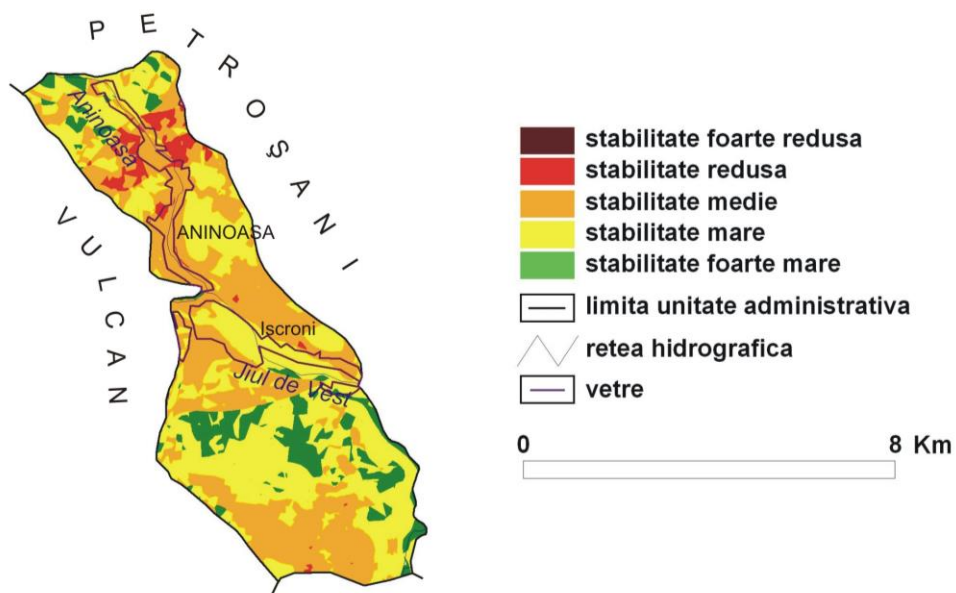 PETROŞANI
Aninoasa
VULCAN
ANINOASA
Iscroni
Jiul de Vest
stabilitate foarte redusa
stabilitate redusa
stabilitate medie
stabilitate mare
stabilitate foarte mare
limita unitate administrativa
retea hidrografica
vetre
0 8 Km